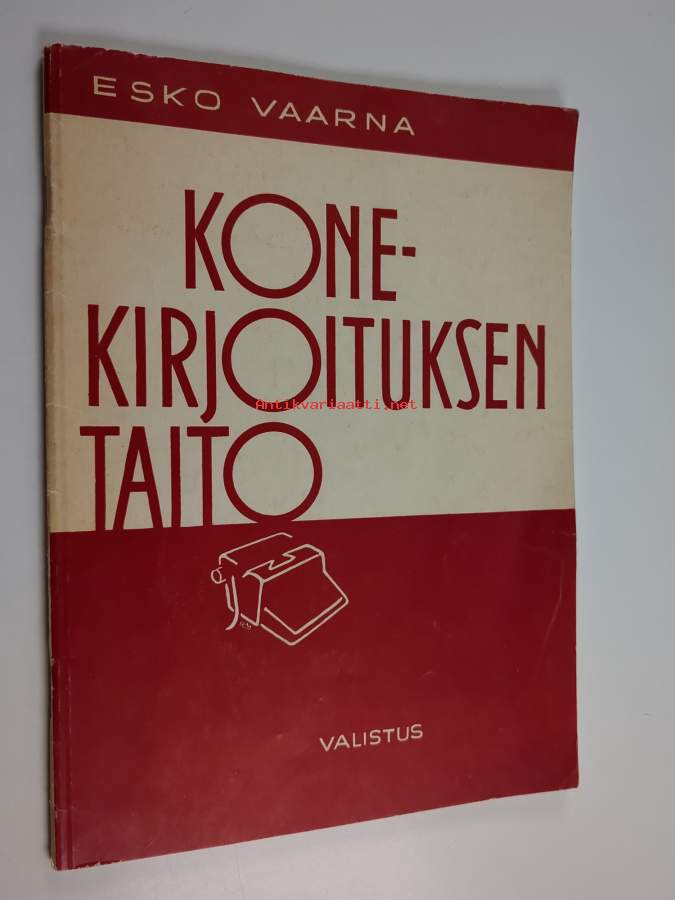 ESKO VAARNA
KONE-
KIRJOITUKSEN
Antikvariaatti.net
TAITO
VALISTUS